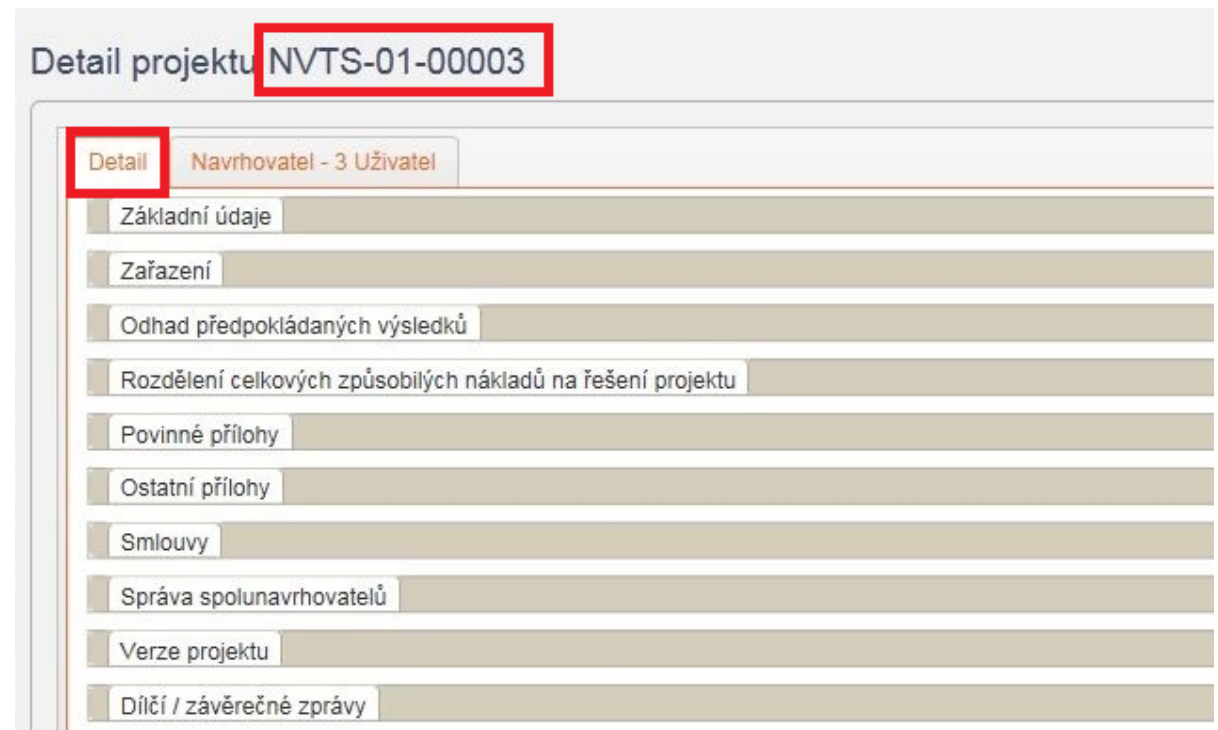 Detail projektu NVTS-01-00003
Detail Navrhovatel - 3 Uživatel
Základní údaje
Zařazení
Odhad předpokládaných výsledků
Rozdělení celkových způsobilých nákladů na řešení projektu
Povinné přílohy
Ostatní přílohy
Smlouvy
Správa spolunavrhovatelů
Verze projektu
Dílčí / závěrečné zprávy